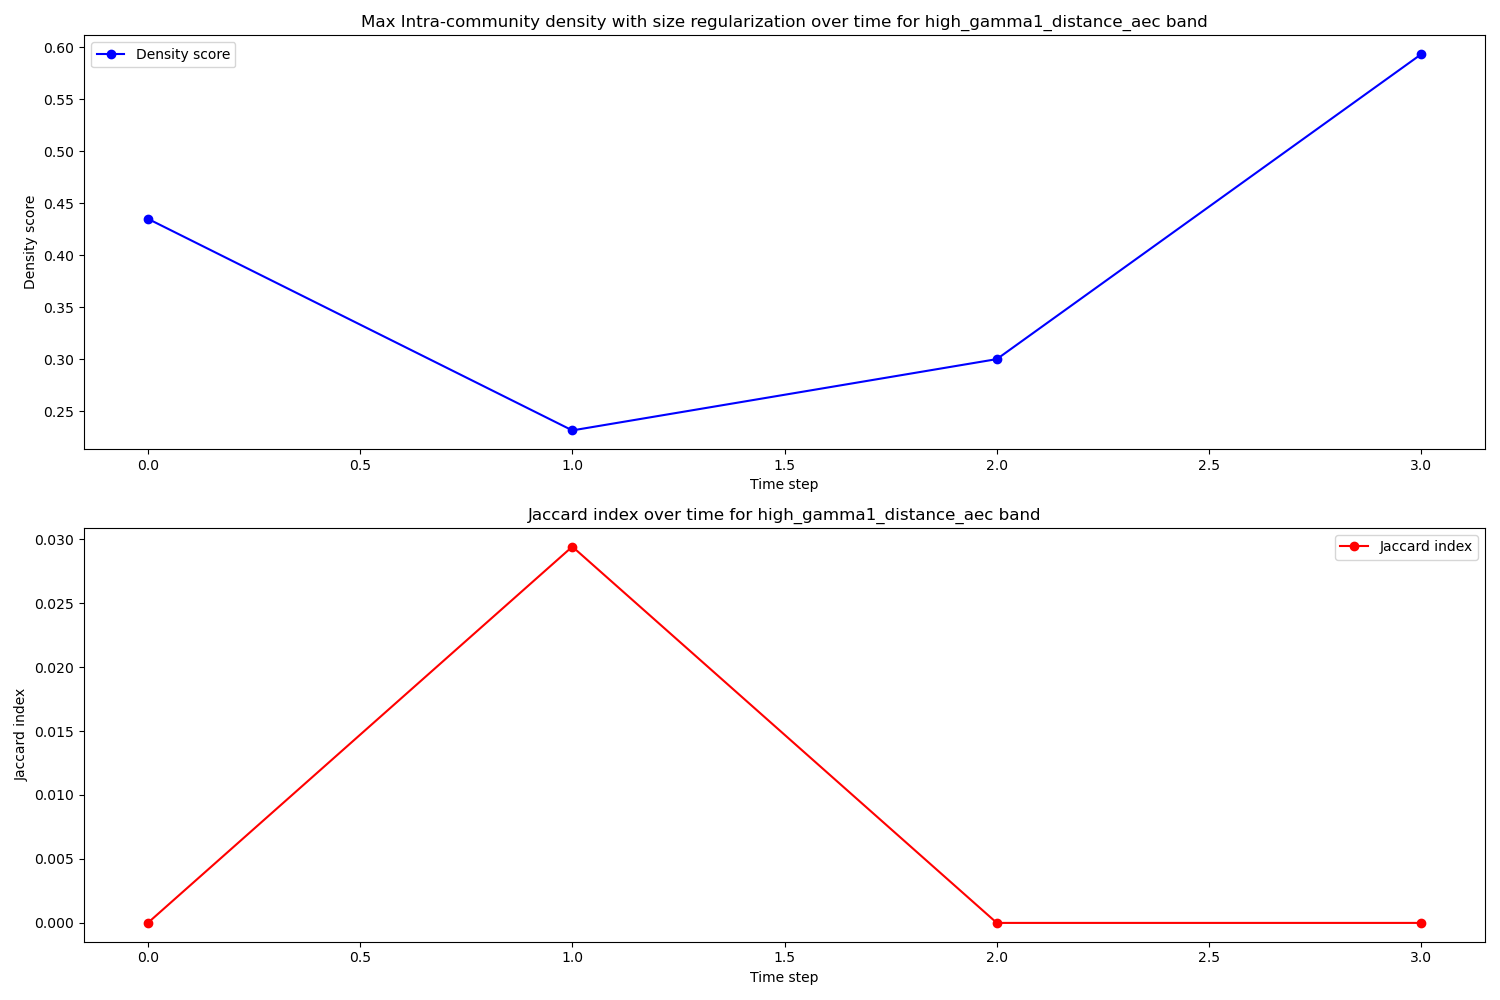 Max Intra-community density with size regularization over time for high_gamma1_distance_aec band
Density score
0.60
0.55
0.50
0.45
0.40
0.35
0.30
0.25
Density score
0.0 0.5 1.0 1.5 2.0 2.5 3.0
Time step
Jaccard index over time for high_gamma1_distance_aec band
Jaccard index
0.030
0.025
0.020
0.015
0.010
0.005
0.000
Jaccard index
0.0 0.5 1.0 1.5 2.0 2.5 3.0
Time step